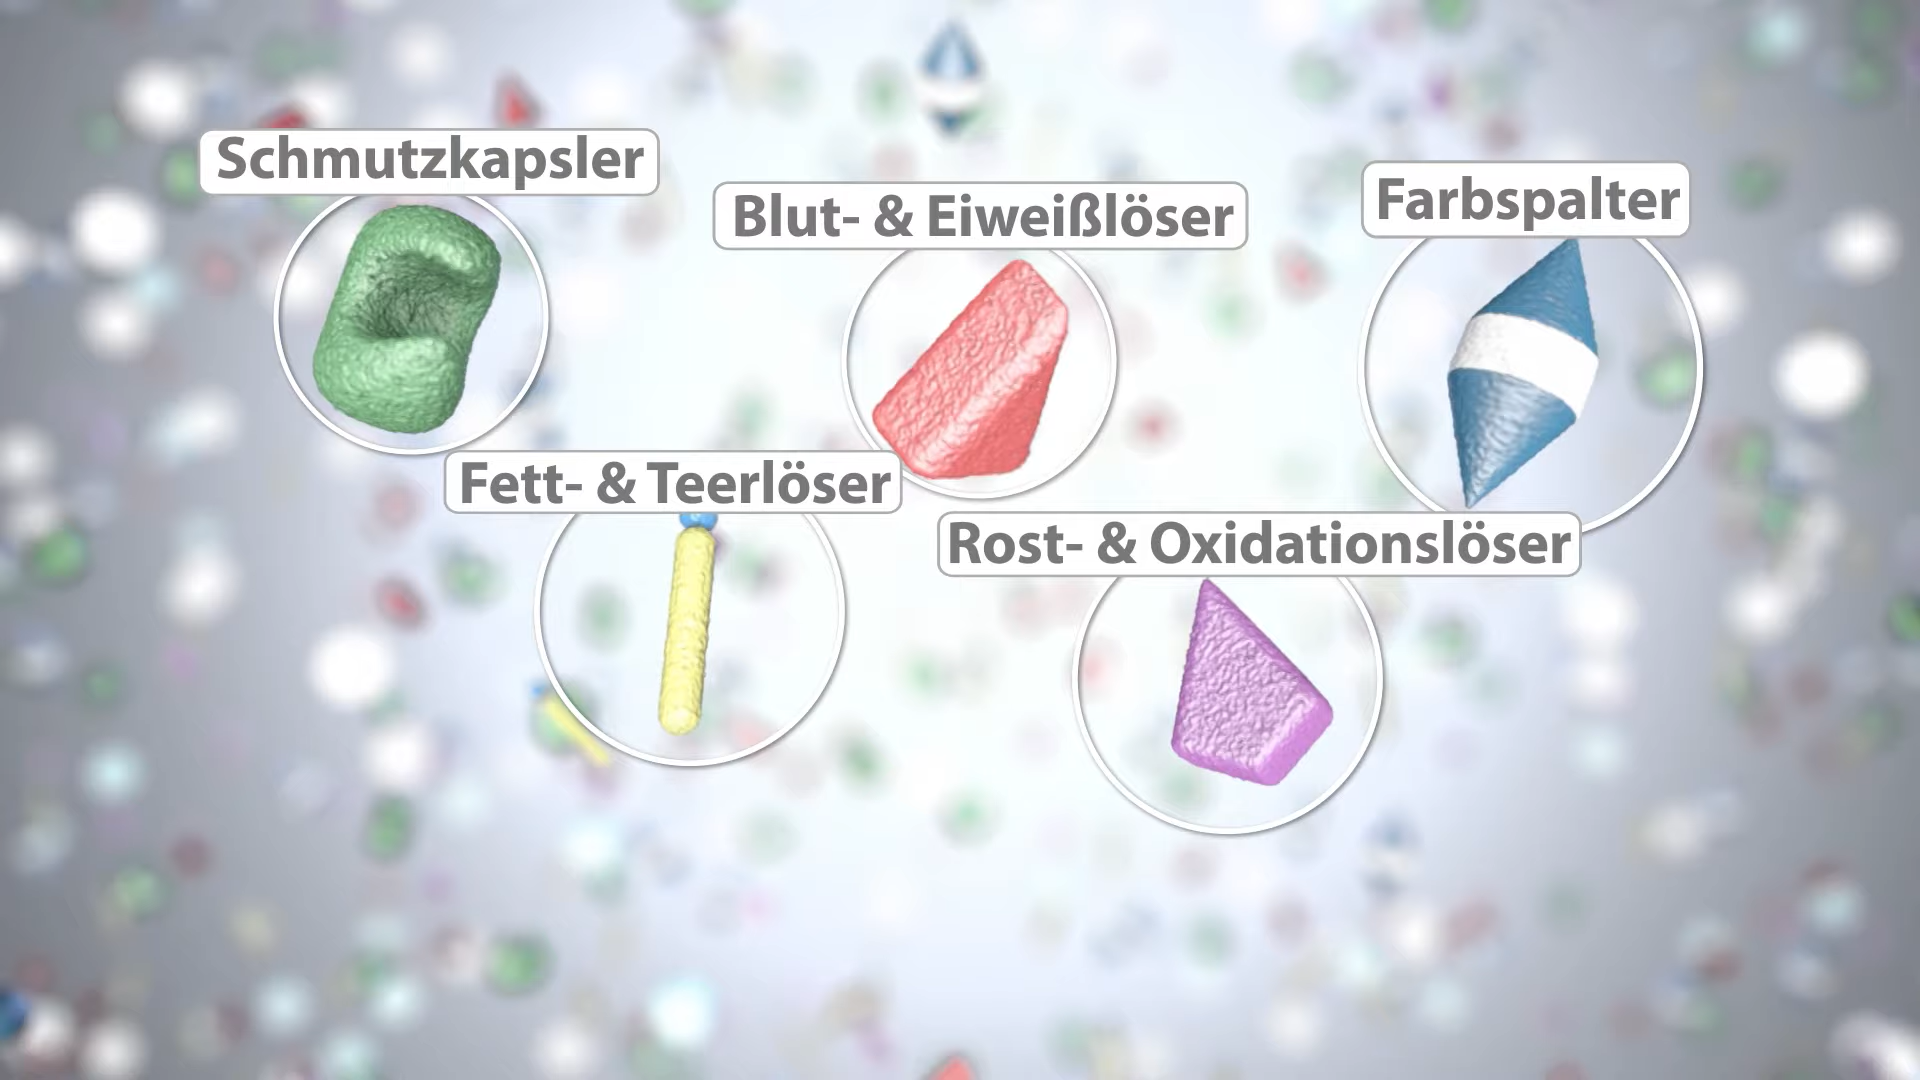 Schmutzkapsler
Blut- & Eiweißlöser
Farbspalter
Fett- & Teerlöser
Rost- & Oxidationslöser